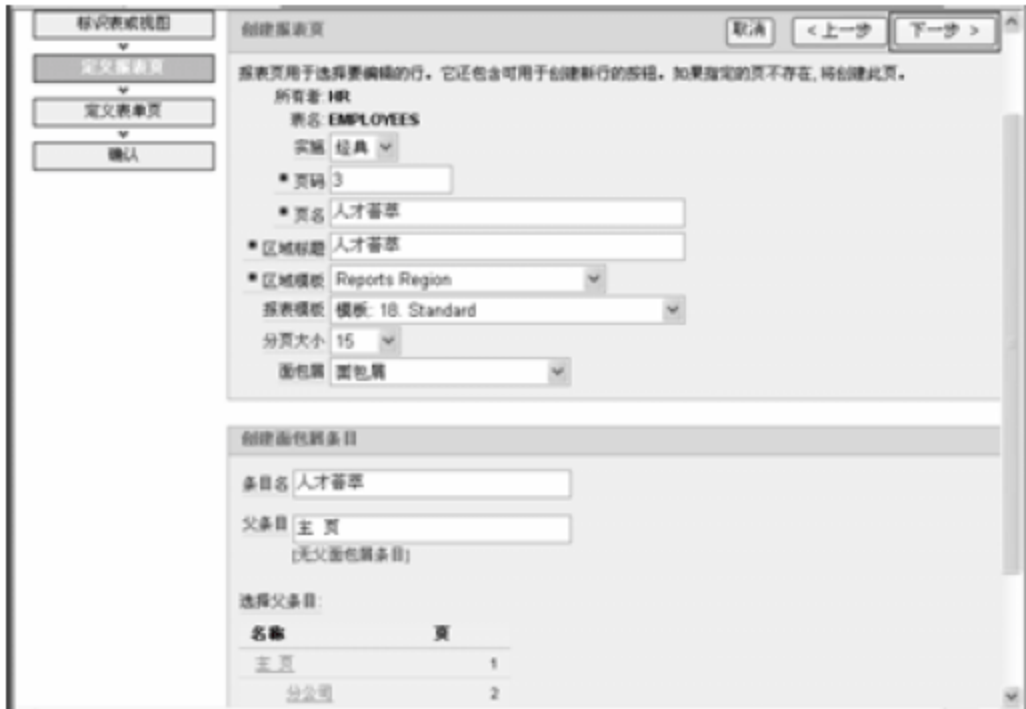 标识表或视图
定义报表页
定义表单页
确认
创建报表页
取消
< 上一步
下一步 >
报表页用于选择要编辑的行。它还包含可用于创建新行的按钮。如果指定的页不存在,将创建此页。
所有者 HR
表名 EMPLOYEES
实施 经典
* 页码 3
* 页名 人才荟萃
* 区域标题 人才荟萃
* 区域模板 Reports Region
报表模板 模板: 18. Standard
分页大小 15
面包屑 面包屑
创建面包屑条目
条目名 人才荟萃
父条目 主 页
[无父面包屑条目]
选择父条目:
名称 页
主 页 1
分公司 2